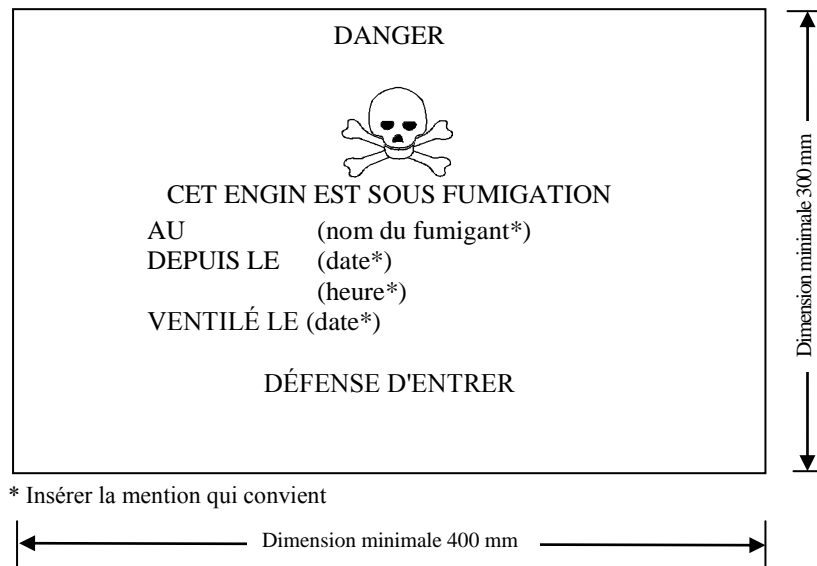 DANGER
CET ENGIN EST SOUS FUMIGATION
AU (nom du fumigant*)
DEPUIS LE (date*)
(heure*)
VENTILÉ LE (date*)
DÉFENSE D'ENTRER
Dimension minimale 300 mm
* Insérer la mention qui convient
Dimension minimale 400 mm